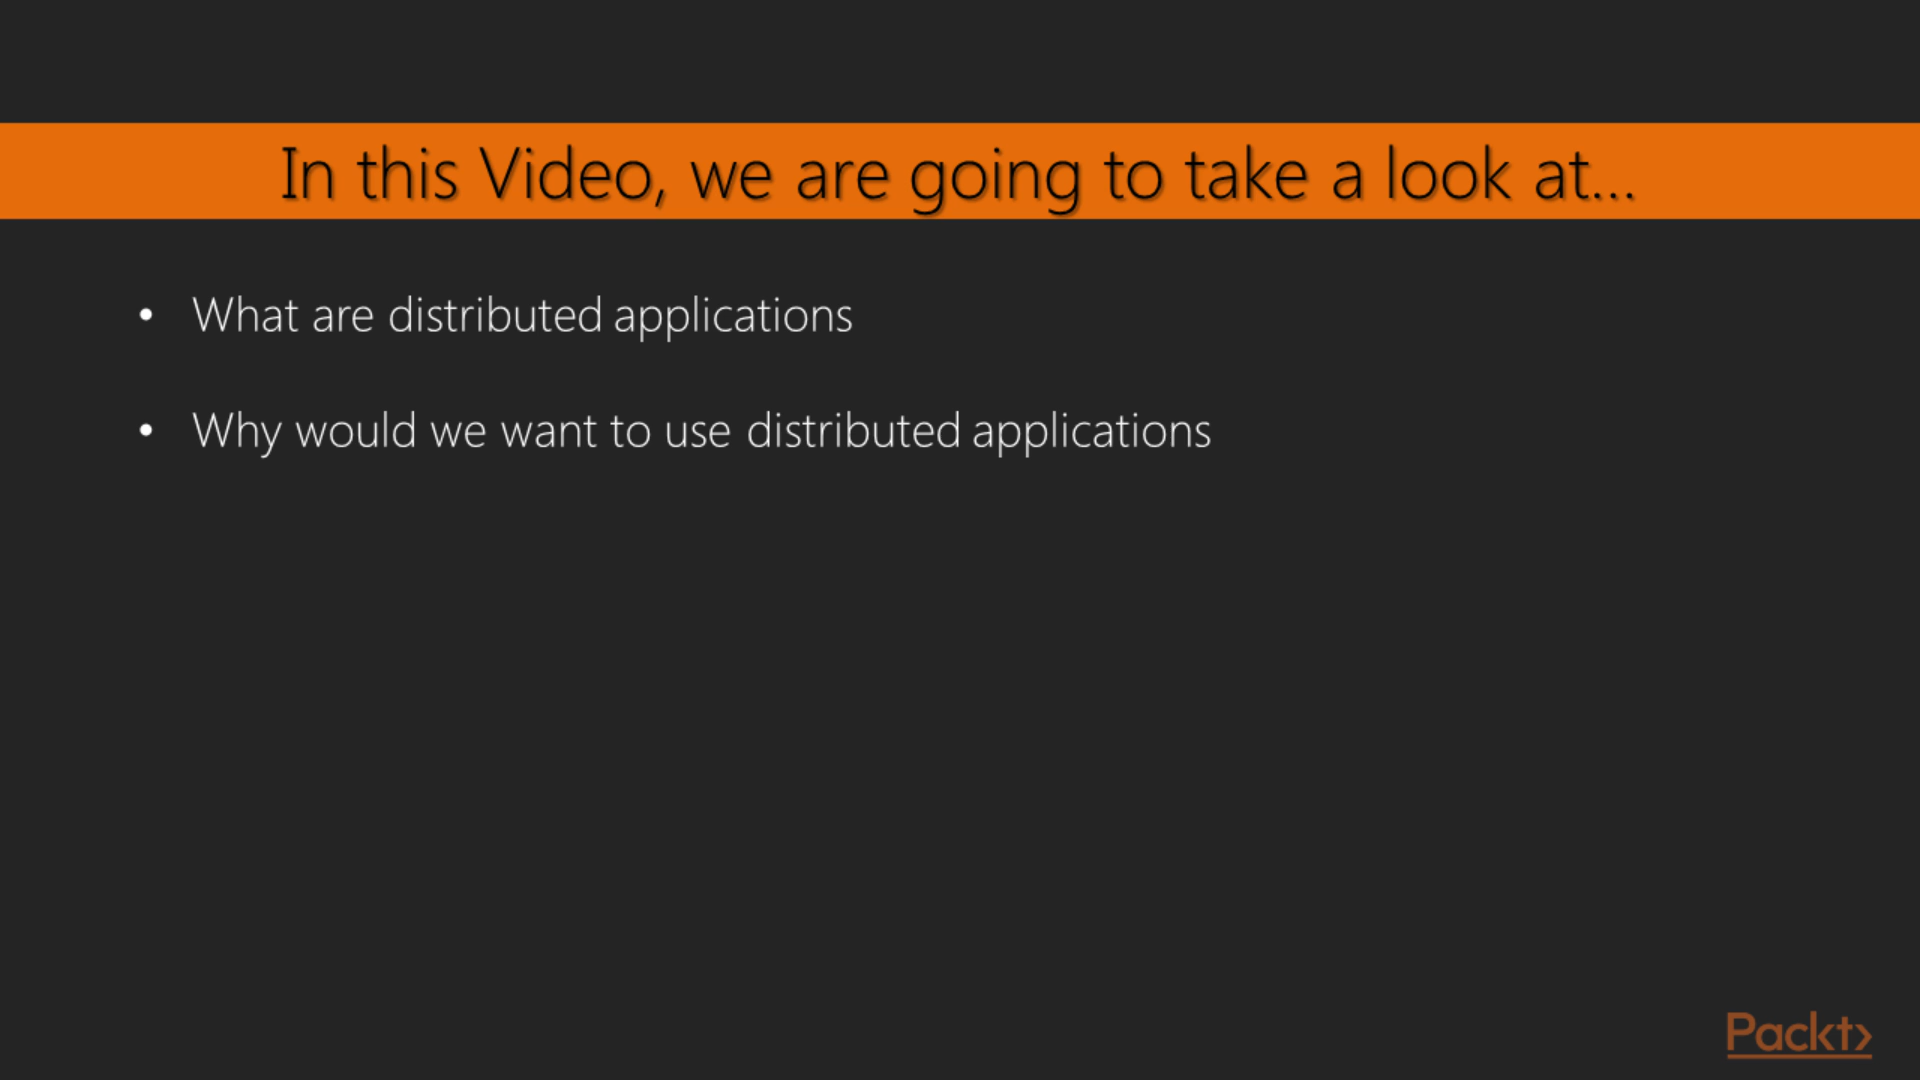 In this Video, we are going to take a look at...
• What are distributed applications
• Why would we want to use distributed applications
Packt>